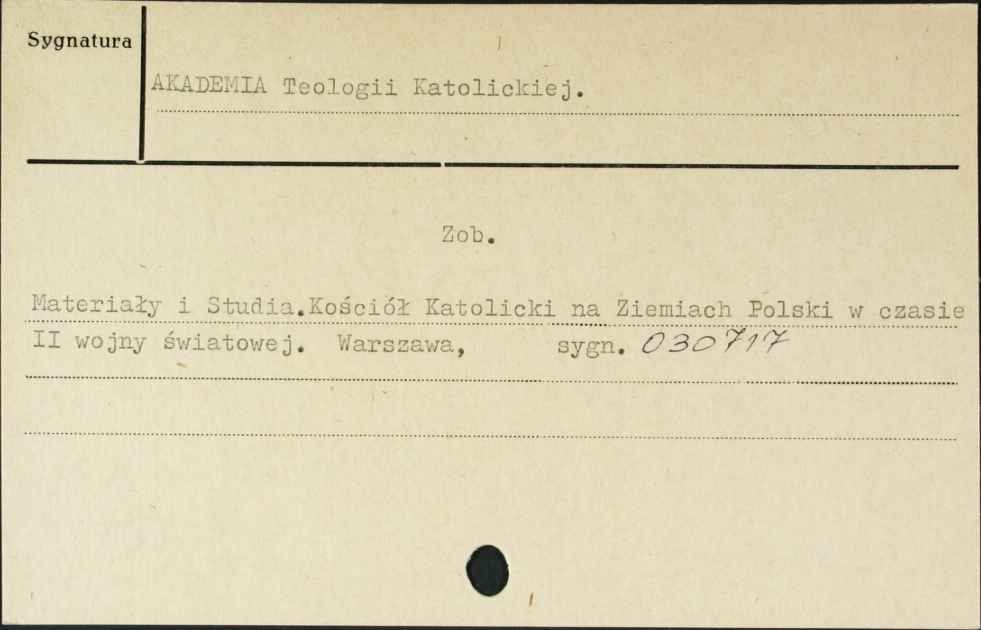 Sygnatura
AKADEMIA Teologii Katolickiej.
Zob.
Materiały i Studia.Kościół Katolicki na Ziemiach Polski w czasie
II wojny światowej. Warszawa, sygn. 030717